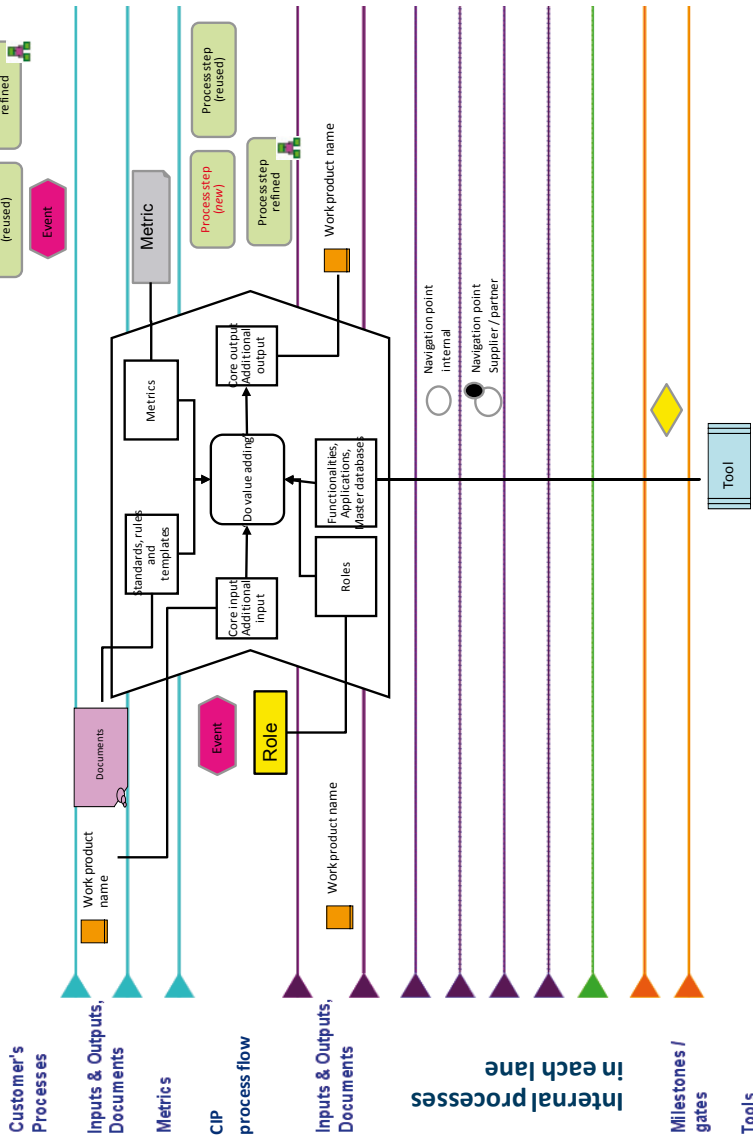 Customer's
Processes
(reused)
refined
Event
Inputs & Outputs,
Documents
Work product
name
Documents
Metrics
Metric
CIP
process flow
Event
Role
Standards, rules
and
templates
Metrics
Core input
Additional
input
"Do value adding"
Core output
Additional
output
Roles
Functionalities,
Applications,
Master databases
Process step
(new)
Process step
(reused)
Process step
refined
Inputs & Outputs,
Documents
Work product name
Work product name
Internal processes
in each lane
Navigation point
internal
Navigation point
Supplier / partner
Milestones /
gates
Tools
Tool